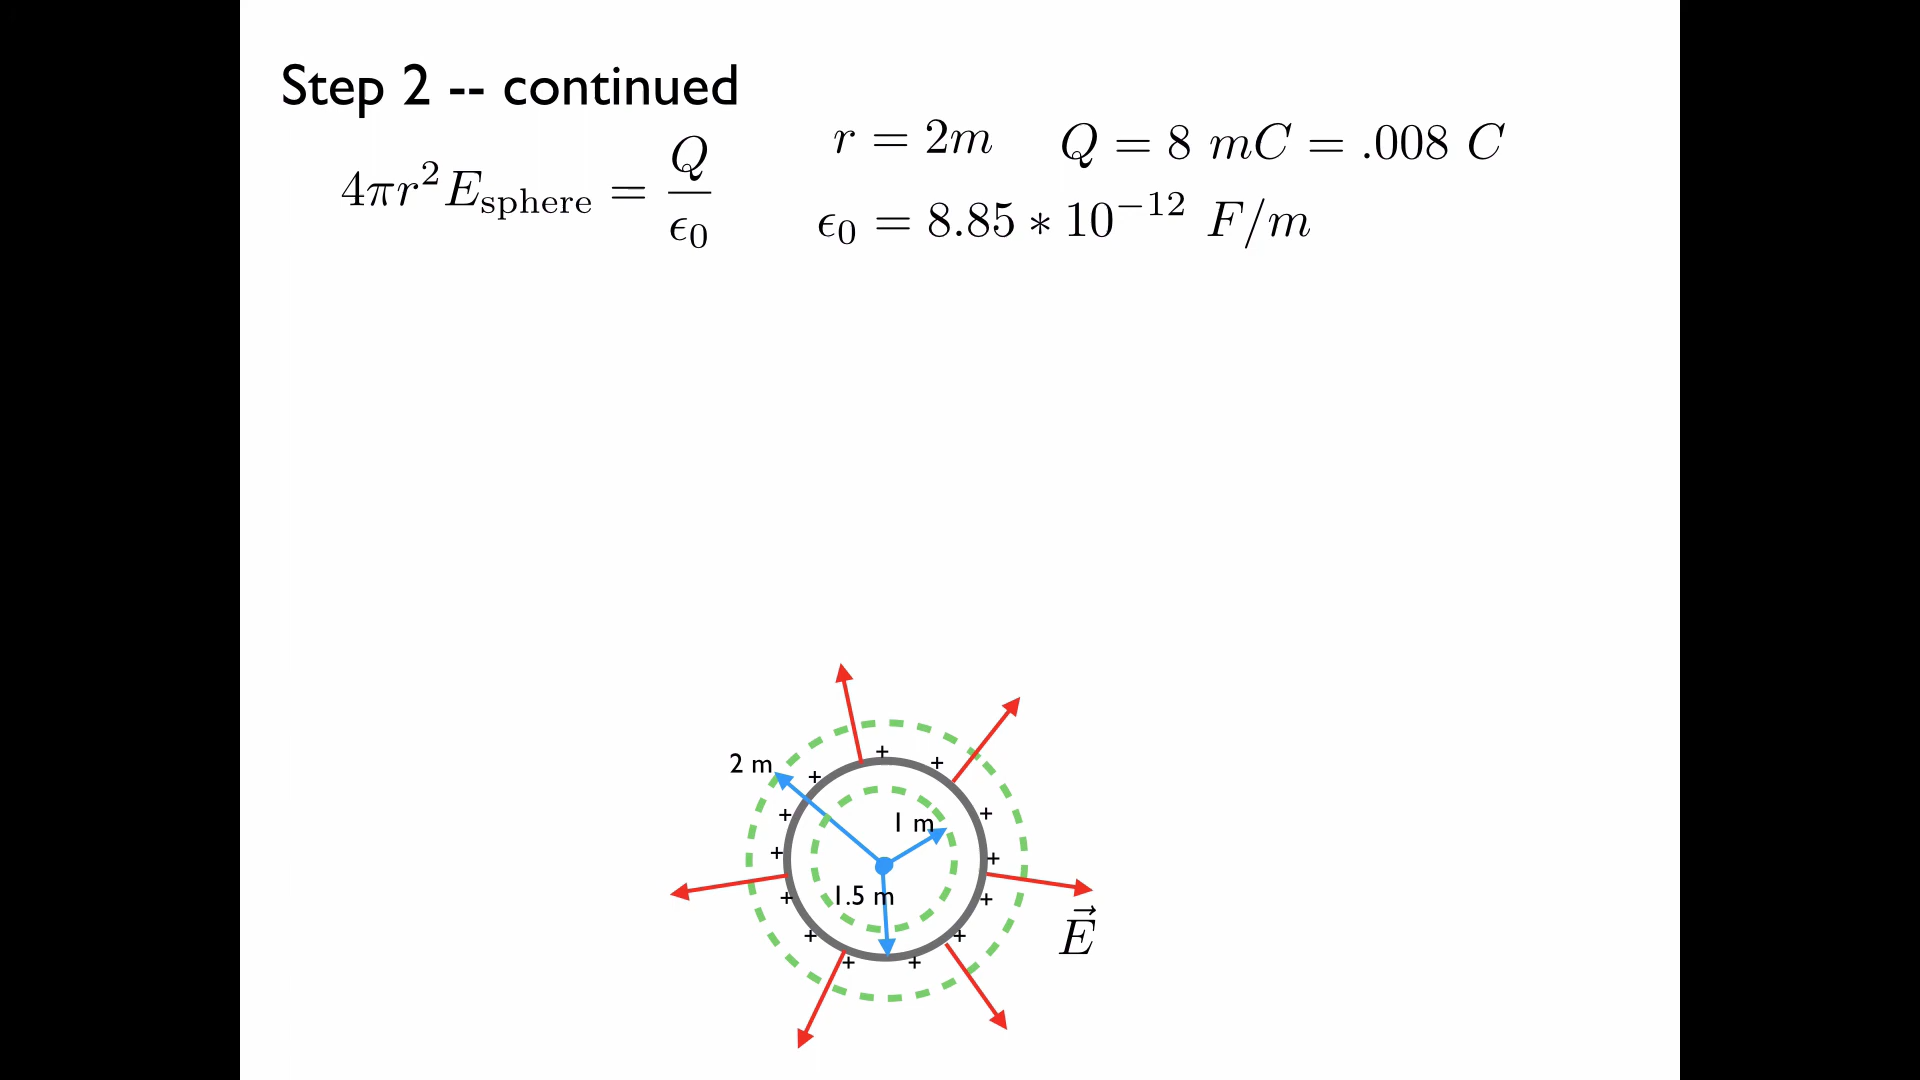 Step 2 -- continued
4πr²E_sphere = Q/ϵ₀
r = 2m Q = 8 mC = .008 C
ϵ₀ = 8.85 * 10⁻¹² F/m
+ +
2 m + +
+ 1 m +
+ +
+ 1.5 m +
+ +
+ +
E⃗